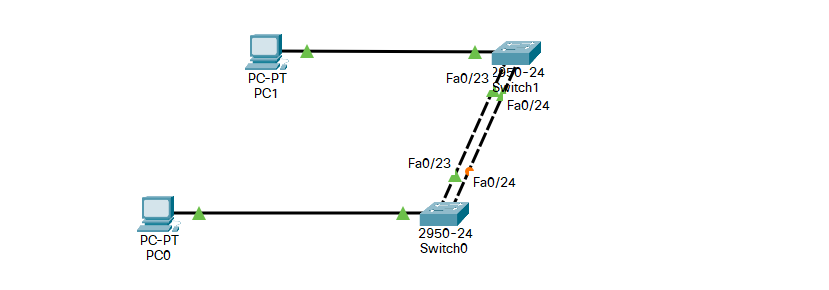 PC-PT
PC1
2950-24
Switch1
Fa0/23
Fa0/24
Fa0/23
Fa0/24
PC-PT
PC0
2950-24
Switch0